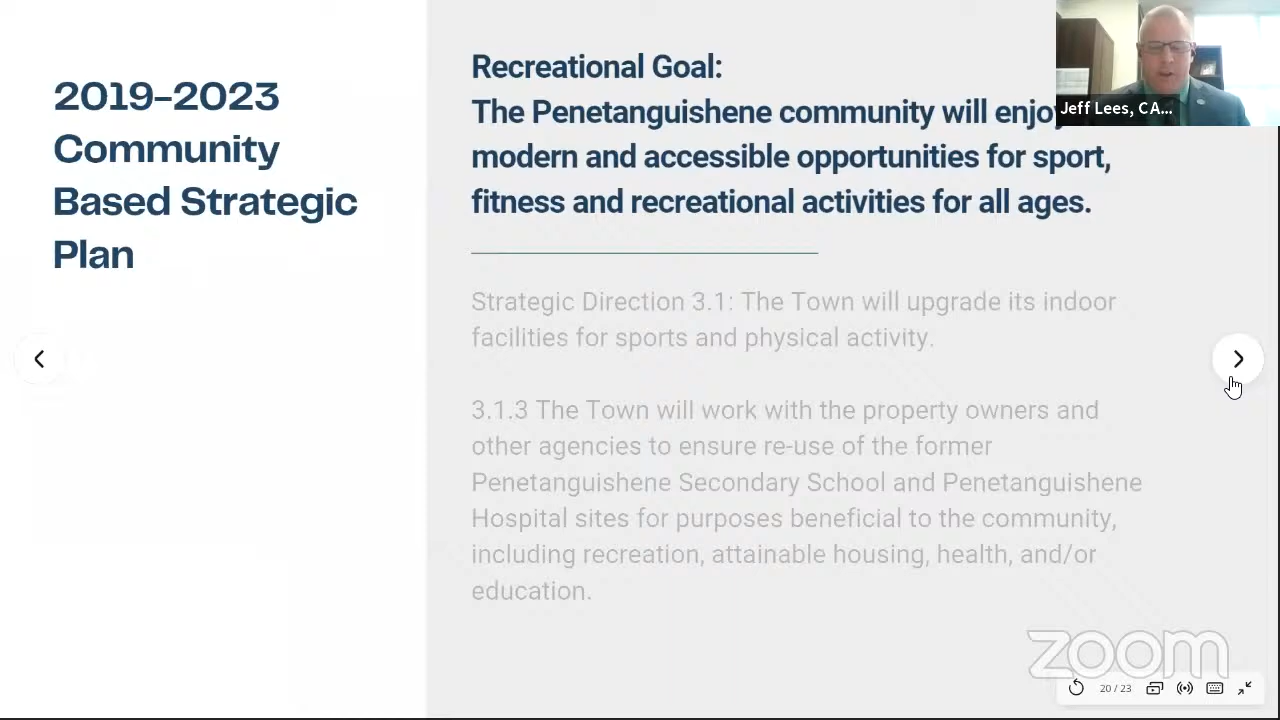 2019-2023
Community
Based Strategic
Plan
Recreational Goal:
The Penetanguishene community will enjoy
modern and accessible opportunities for sport,
fitness and recreational activities for all ages.
Strategic Direction 3.1: The Town will upgrade its indoor
facilities for sports and physical activity.
3.1.3 The Town will work with the property owners and
other agencies to ensure re-use of the former
Penetanguishene Secondary School and Penetanguishene
Hospital sites for purposes beneficial to the community,
including recreation, attainable housing, health, and/or
education.
Jeff Lees, CA...
zoom
20 / 23